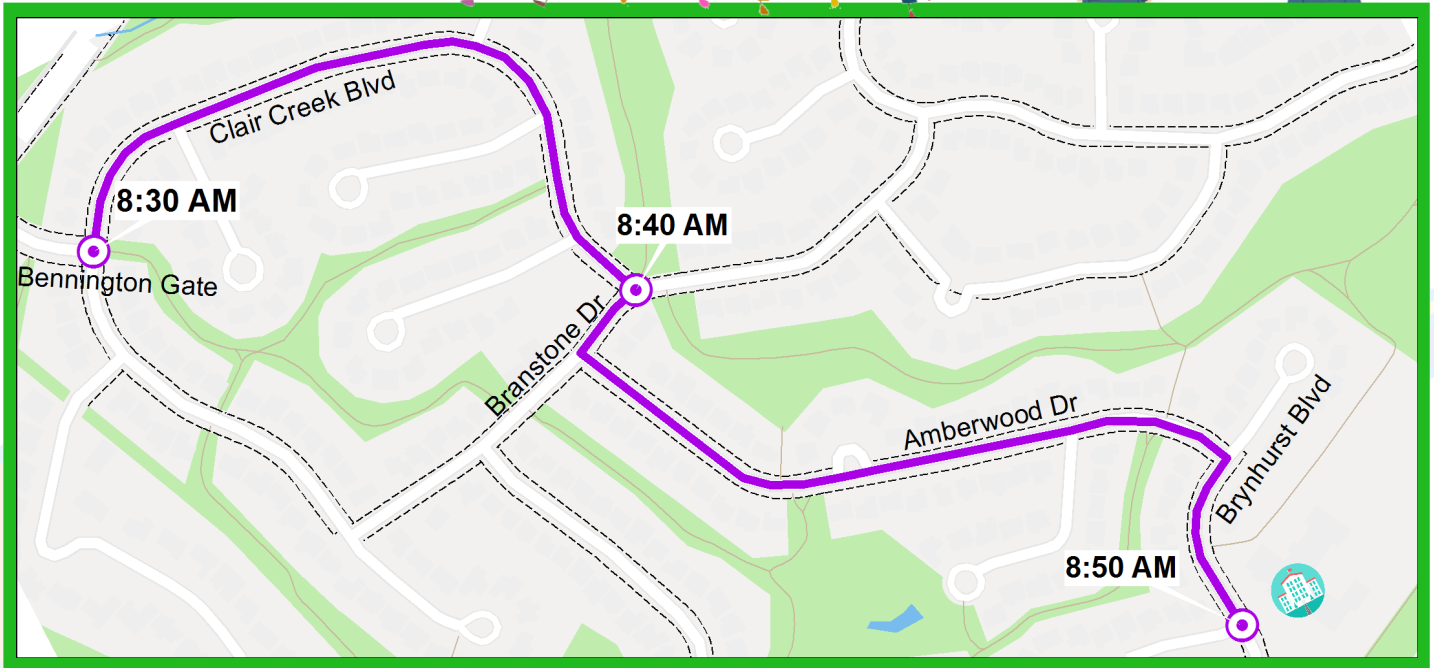 Clair Creek Blvd
8:30 AM
8:40 AM
Bennington Gate
Branstone Dr
Amberwood Dr
Brynhurst Blvd
8:50 AM